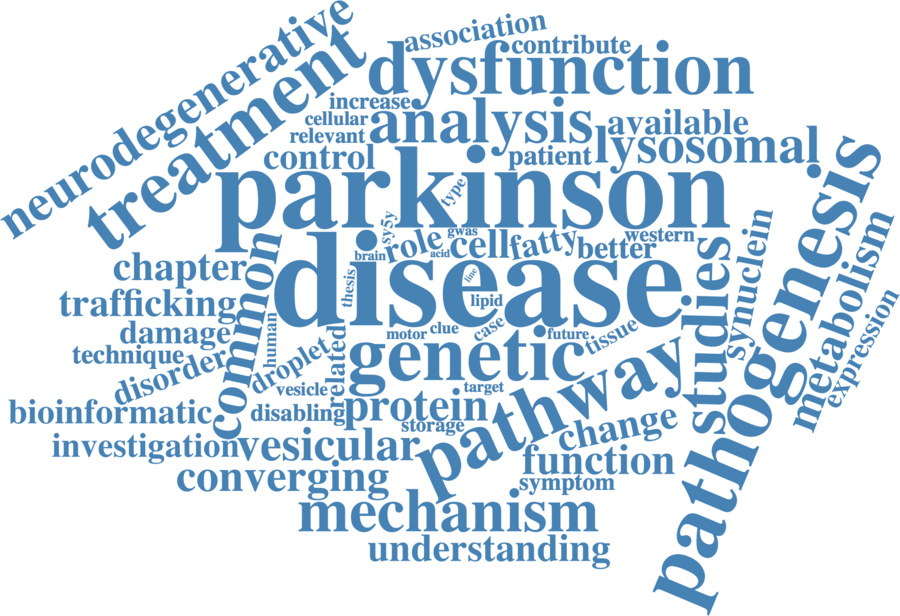 neurodegenerative
treatment
association
contribute
dysfunction
increase
cellular
relevant
analysis
available
control
patient
lysosomal
parkinson
type
sy5y
gwas
role
cell
fatty
better
western
brain
acid
disease
line
lipid
thesis
chapter
common
trafficking
damage
technique
human
disorder
droplet
related
motor
clue
case
future
tissue
genetic
studies
synuclein
pathogenesis
metabolism
expression
bioinformatic
vesicle
disabling
protein
target
storage
pathway
investigation
vesicular
change
function
converging
symptom
mechanism
understanding